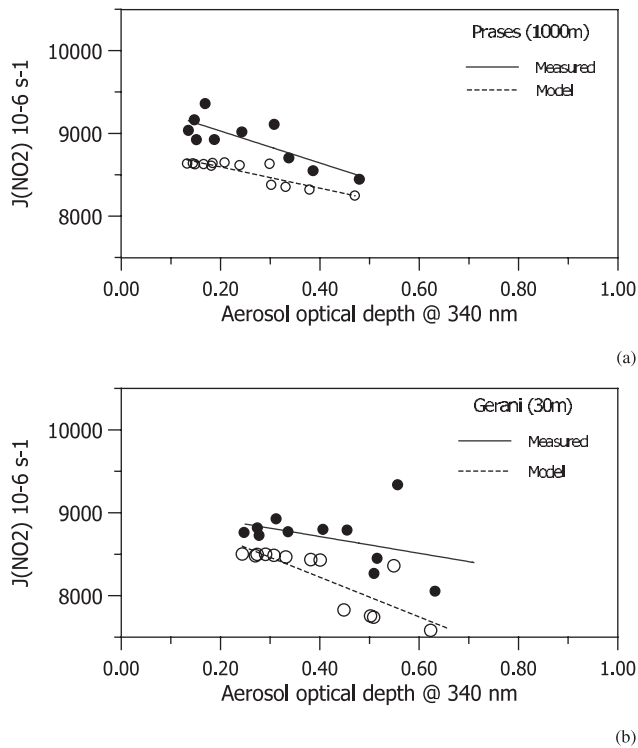 Prases (1000m)
Measured
Model
J(NO2) 10-6 s-1
10000
9000
8000
0.00 0.20 0.40 0.60 0.80 1.00
Aerosol optical depth @ 340 nm
(a)
Gerani (30m)
Measured
Model
J(NO2) 10-6 s-1
10000
9000
8000
0.00 0.20 0.40 0.60 0.80 1.00
Aerosol optical depth @ 340 nm
(b)